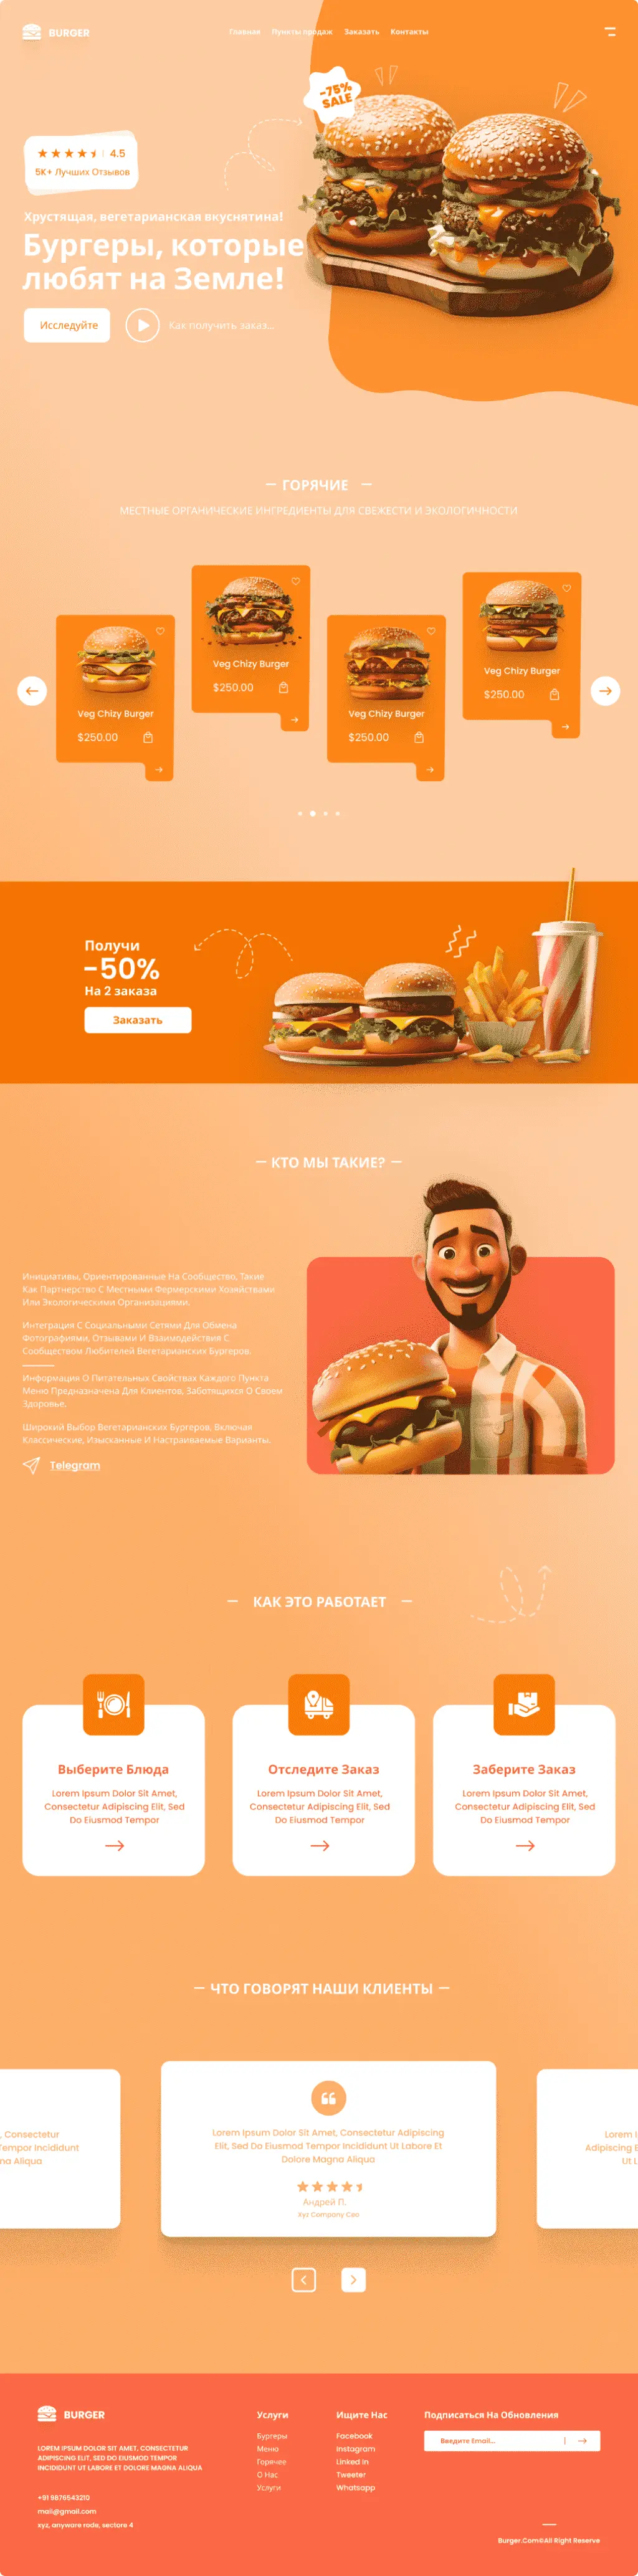 BURGER
Главная Пункты продаж Заказать Контакты
-75%
SALE
4.5
5K+ Лучших Отзывов
Хрустящая, вегетарианская вкуснятина!
Бургеры, которые
любят на Земле!
Исследуйте
Как получить заказ...
ГОРЯЧИЕ
МЕСТНЫЕ ОРГАНИЧЕСКИЕ ИНГРЕДИЕНТЫ ДЛЯ СВЕЖЕСТИ И ЭКОЛОГИЧНОСТИ
Veg Chizy Burger
$250.00
Veg Chizy Burger
$250.00
Veg Chizy Burger
$250.00
Veg Chizy Burger
$250.00
Получи
-50%
На 2 заказа
Заказать
КТО МЫ ТАКИЕ?
Инициативы, Ориентированные На Сообщество, Такие
Как Партнерство С Местными Фермерскими Хозяйствами
Или Экологическими Организациями.
Интеграция С Социальными Сетями Для Обмена
Фотографиями, Отзывами И Взаимодействия С
Сообществом Любителей Вегетарианских Бургеров.
Информация О Питательных Свойствах Каждого Пункта
Меню Предназначена Для Клиентов, Заботящихся О Своем
Здоровье.
Широкий Выбор Вегетарианских Бургеров, Включая
Классические, Изысканные И Настраиваемые Варианты.
Telegram
КАК ЭТО РАБОТАЕТ
Выберите Блюда
Lorem Ipsum Dolor Sit Amet,
Consectetur Adipiscing Elit, Sed
Do Eiusmod Tempor
Отследите Заказ
Lorem Ipsum Dolor Sit Amet,
Consectetur Adipiscing Elit, Sed
Do Eiusmod Tempor
Заберите Заказ
Lorem Ipsum Dolor Sit Amet,
Consectetur Adipiscing Elit, Sed
Do Eiusmod Tempor
ЧТО ГОВОРЯТ НАШИ КЛИЕНТЫ
, Consectetur
Tempor Incididunt
na Aliqua
Lorem Ipsum Dolor Sit Amet, Consectetur Adipiscing
Elit, Sed Do Eiusmod Tempor Incididunt Ut Labore Et
Dolore Magna Aliqua
Андрей П.
Xyz Company Ceo
Lorem I
Adipiscing E
Ut L
BURGER
LOREM IPSUM DOLOR SIT AMET, CONSECTETUR
ADIPISCING ELIT, SED DO EIUSMOD TEMPOR
INCIDIDUNT UT LABORE ET DOLORE MAGNA ALIQUA
+91 9876543210
mail@gmail.com
xyz, anyware rode, sectore 4
Услуги
Бургеры
Меню
Горячее
О Нас
Услуги
Ищите Нас
Facebook
Instagram
Linked In
Tweeter
Whatsapp
Подписаться На Обновления
Введите Email...
Burger.Com©All Right Reserve